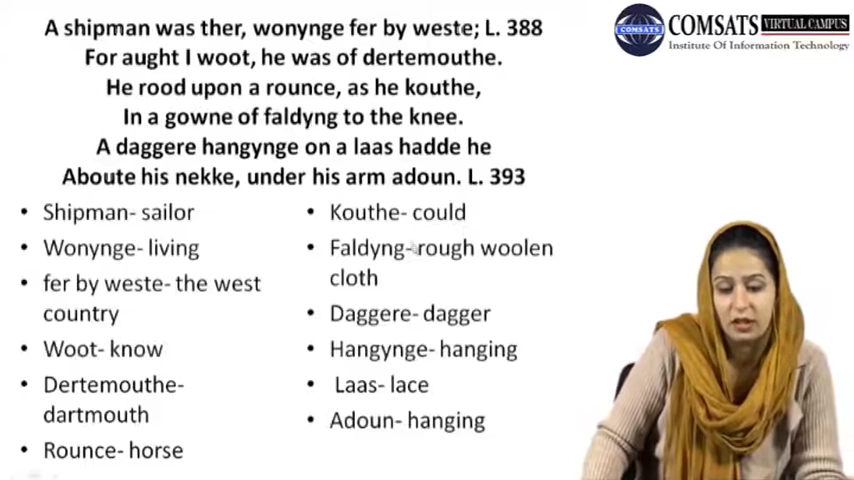 A shipman was ther, wonynge fer by weste; L. 388
For aught I woot, he was of dertemouthe.
He rood upon a rounce, as he kouthe,
In a gowne of faldyng to the knee.
A daggere hangynge on a laas hadde he
Aboute his nekke, under his arm adoun. L. 393
• Shipman- sailor
• Wonynge- living
• fer by weste- the west
country
• Woot- know
• Dertemouthe-
dartmouth
• Rounce- horse
• Kouthe- could
• Faldyng- rough woolen
cloth
• Daggere- dagger
• Hangynge- hanging
• Laas- lace
• Adoun- hanging
COMSATS
COMSATS VIRTUAL CAMPUS
Institute Of Information Technology